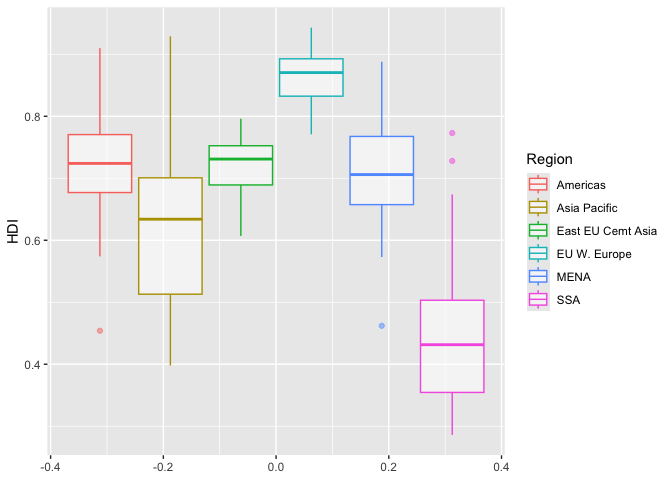 HDI
0.8
0.6
0.4
-0.4
-0.2
0.0
0.2
0.4
Region
Americas
Asia Pacific
East EU Cemt Asia
EU W. Europe
MENA
SSA